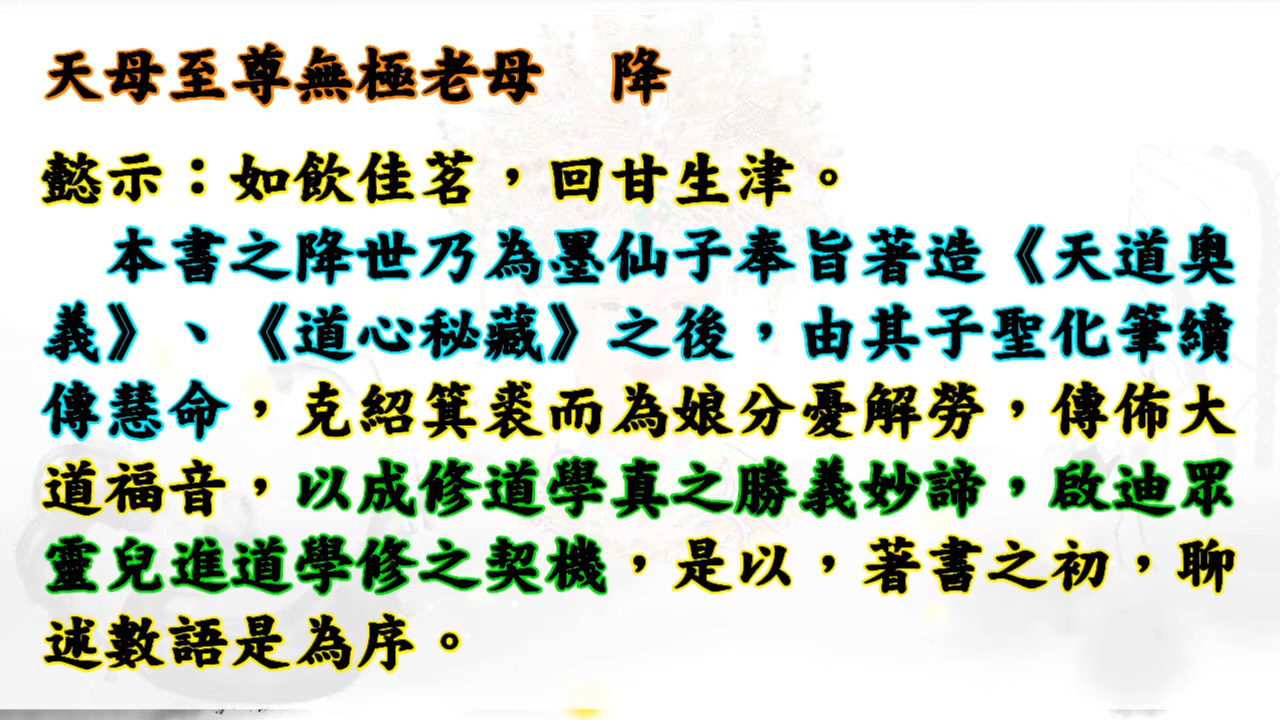 天母至尊無極老母　降
懿示：如飲佳茗，回甘生津。
　本書之降世乃為墨仙子奉旨著造《天道奧
義》、《道心秘藏》之後，由其子聖化筆續
傳慧命，克紹箕裘而為娘分憂解勞，傳佈大
道福音，以成修道學真之勝義妙諦，啟迪眾
靈兒進道學修之契機，是以，著書之初，聊
述數語是為序。